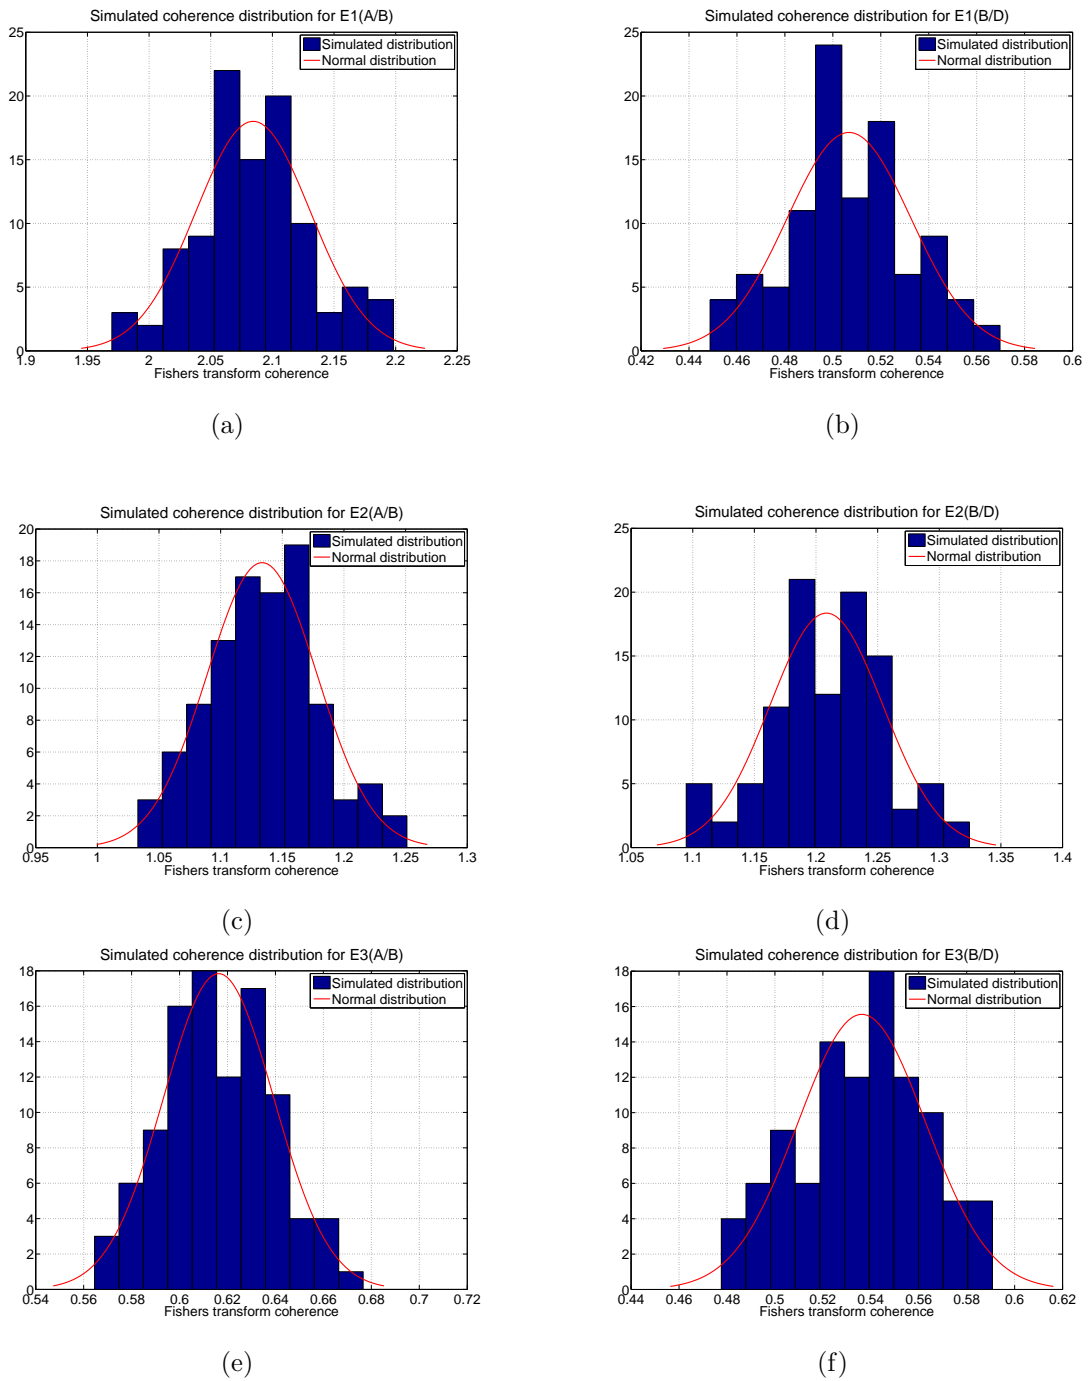 Simulated coherence distribution for E1(A/B)
25
20
15
10
5
0
1.9 1.95 2 2.05 2.1 2.15 2.2 2.25
Fishers transform coherence
Simulated distribution
Normal distribution
(a)
Simulated coherence distribution for E1(B/D)
25
20
15
10
5
0
0.42 0.44 0.46 0.48 0.5 0.52 0.54 0.56 0.58 0.6
Fishers transform coherence
Simulated distribution
Normal distribution
(b)
Simulated coherence distribution for E2(A/B)
20
18
16
14
12
10
8
6
4
2
0
0.95 1 1.05 1.1 1.15 1.2 1.25 1.3
Fishers transform coherence
Simulated distribution
Normal distribution
(c)
Simulated coherence distribution for E2(B/D)
25
20
15
10
5
0
1.05 1.1 1.15 1.2 1.25 1.3 1.35 1.4
Fishers transform coherence
Simulated distribution
Normal distribution
(d)
Simulated coherence distribution for E3(A/B)
18
16
14
12
10
8
6
4
2
0
0.54 0.56 0.58 0.6 0.62 0.64 0.66 0.68 0.7 0.72
Fishers transform coherence
Simulated distribution
Normal distribution
(e)
Simulated coherence distribution for E3(B/D)
18
16
14
12
10
8
6
4
2
0
0.44 0.46 0.48 0.5 0.52 0.54 0.56 0.58 0.6 0.62
Fishers transform coherence
Simulated distribution
Normal distribution
(f)